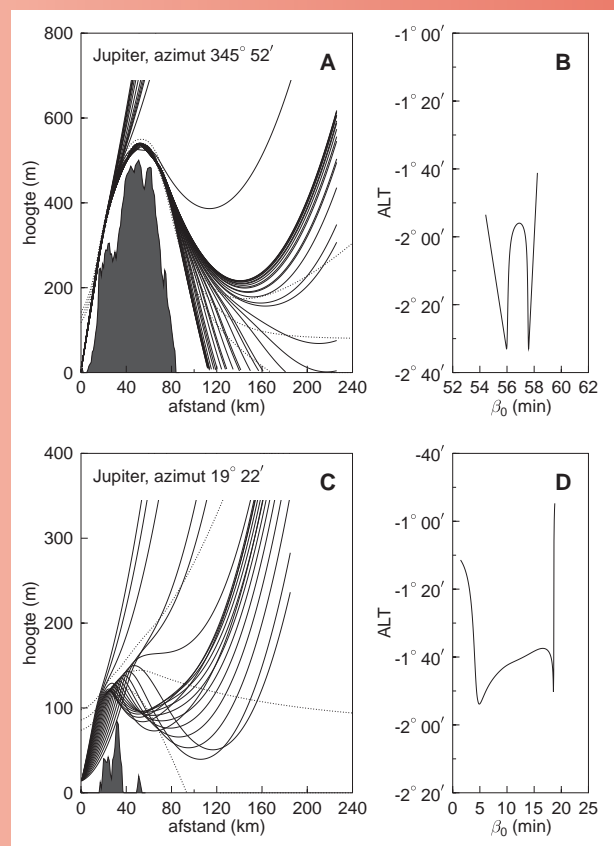 Jupiter, azimut 345° 52′
A
800
600
400
200
0
hoogte (m)
0 40 80 120 160 200 240
afstand (km)
B
-1° 00′
-1° 20′
-1° 40′
-2° 00′
-2° 20′
-2° 40′
ALT
52 54 56 58 60 62
β₀ (min)
Jupiter, azimut 19° 22′
C
400
300
200
100
0
hoogte (m)
0 40 80 120 160 200 240
afstand (km)
D
-40′
-1° 00′
-1° 20′
-1° 40′
-2° 00′
-2° 20′
ALT
0 5 10 15 20 25
β₀ (min)